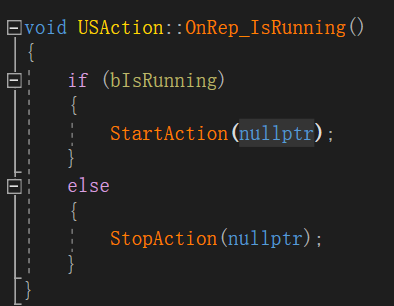 void USAction::OnRep_IsRunning()
{
    if (bIsRunning)
    {
        StartAction(nullptr);
    }
    else
    {
        StopAction(nullptr);
    }
}